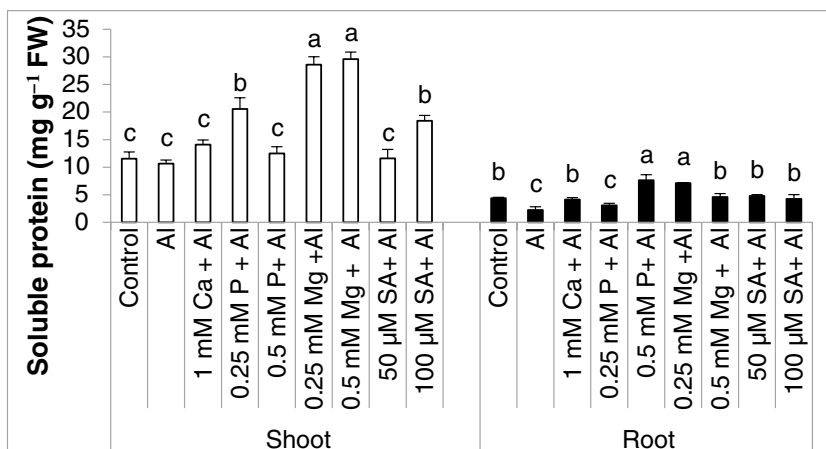 Soluble protein (mg g⁻¹ FW)
35
30
25
20
15
10
5
0
c
c
c
b
c
a
a
c
b
b
c
b
c
a
a
b
b
b
Control
Al
1 mM Ca + Al
0.25 mM P + Al
0.5 mM P+ Al
0.25 mM Mg +Al
0.5 mM Mg + Al
50 µM SA+ Al
100 µM SA+ Al
Control
Al
1 mM Ca + Al
0.25 mM P + Al
0.5 mM P+ Al
0.25 mM Mg +Al
0.5 mM Mg + Al
50 µM SA+ Al
100 µM SA+ Al
Shoot
Root